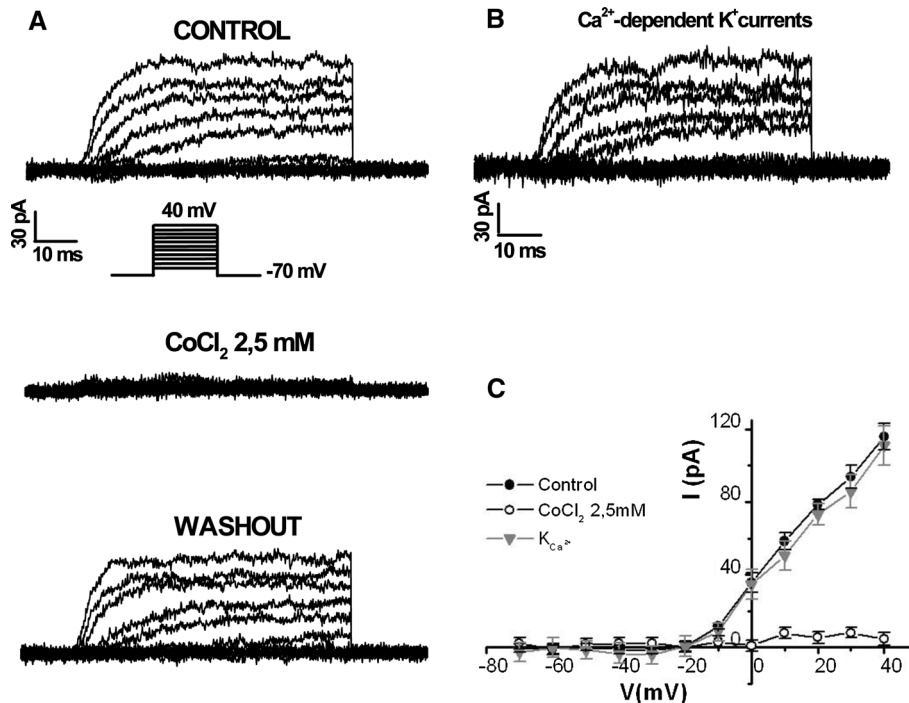 A
CONTROL
30 pA
10 ms
40 mV
-70 mV
CoCl₂ 2,5 mM
WASHOUT
B
Ca²⁺-dependent K⁺currents
30 pA
10 ms
C
Control
CoCl₂ 2,5mM
K_Ca²⁺
I (pA)
120
80
40
0
-80 -60 -40 -20 0 20 40
V(mV)